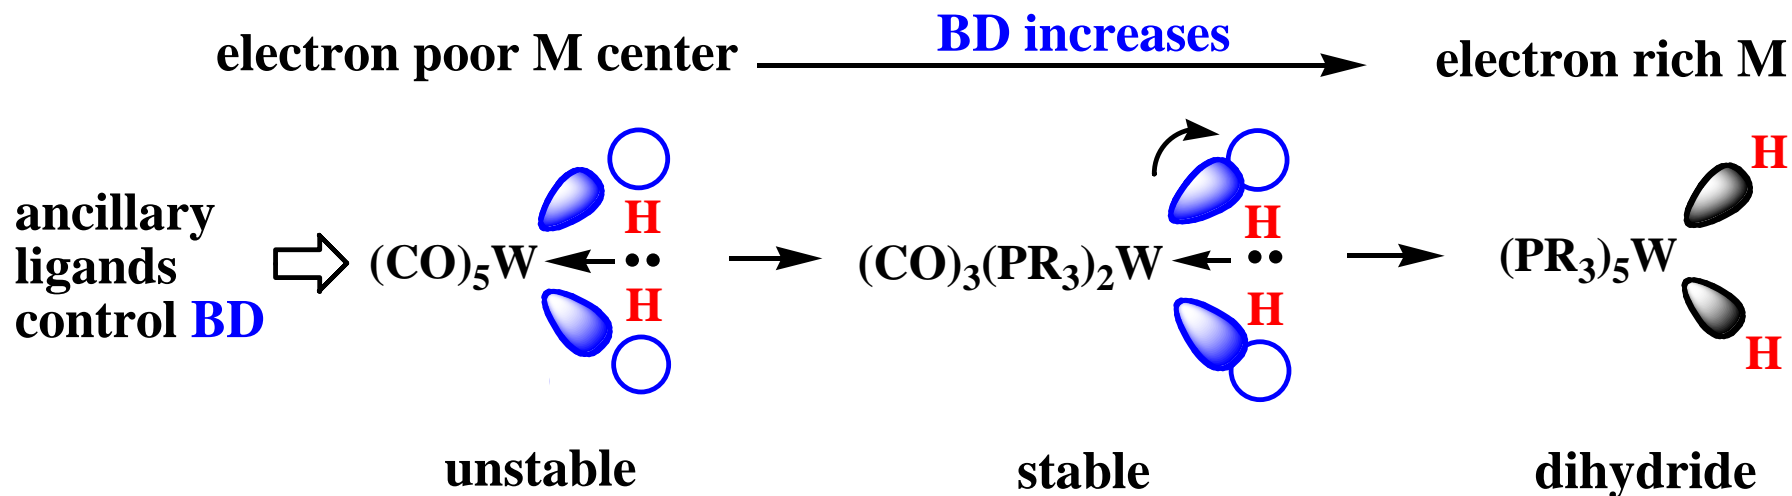 electron poor M center
BD increases
electron rich M
ancillary
ligands
control BD
(CO)5W
H
••
H
(CO)3(PR3)2W
H
••
H
(PR3)5W
H
H
unstable
stable
dihydride